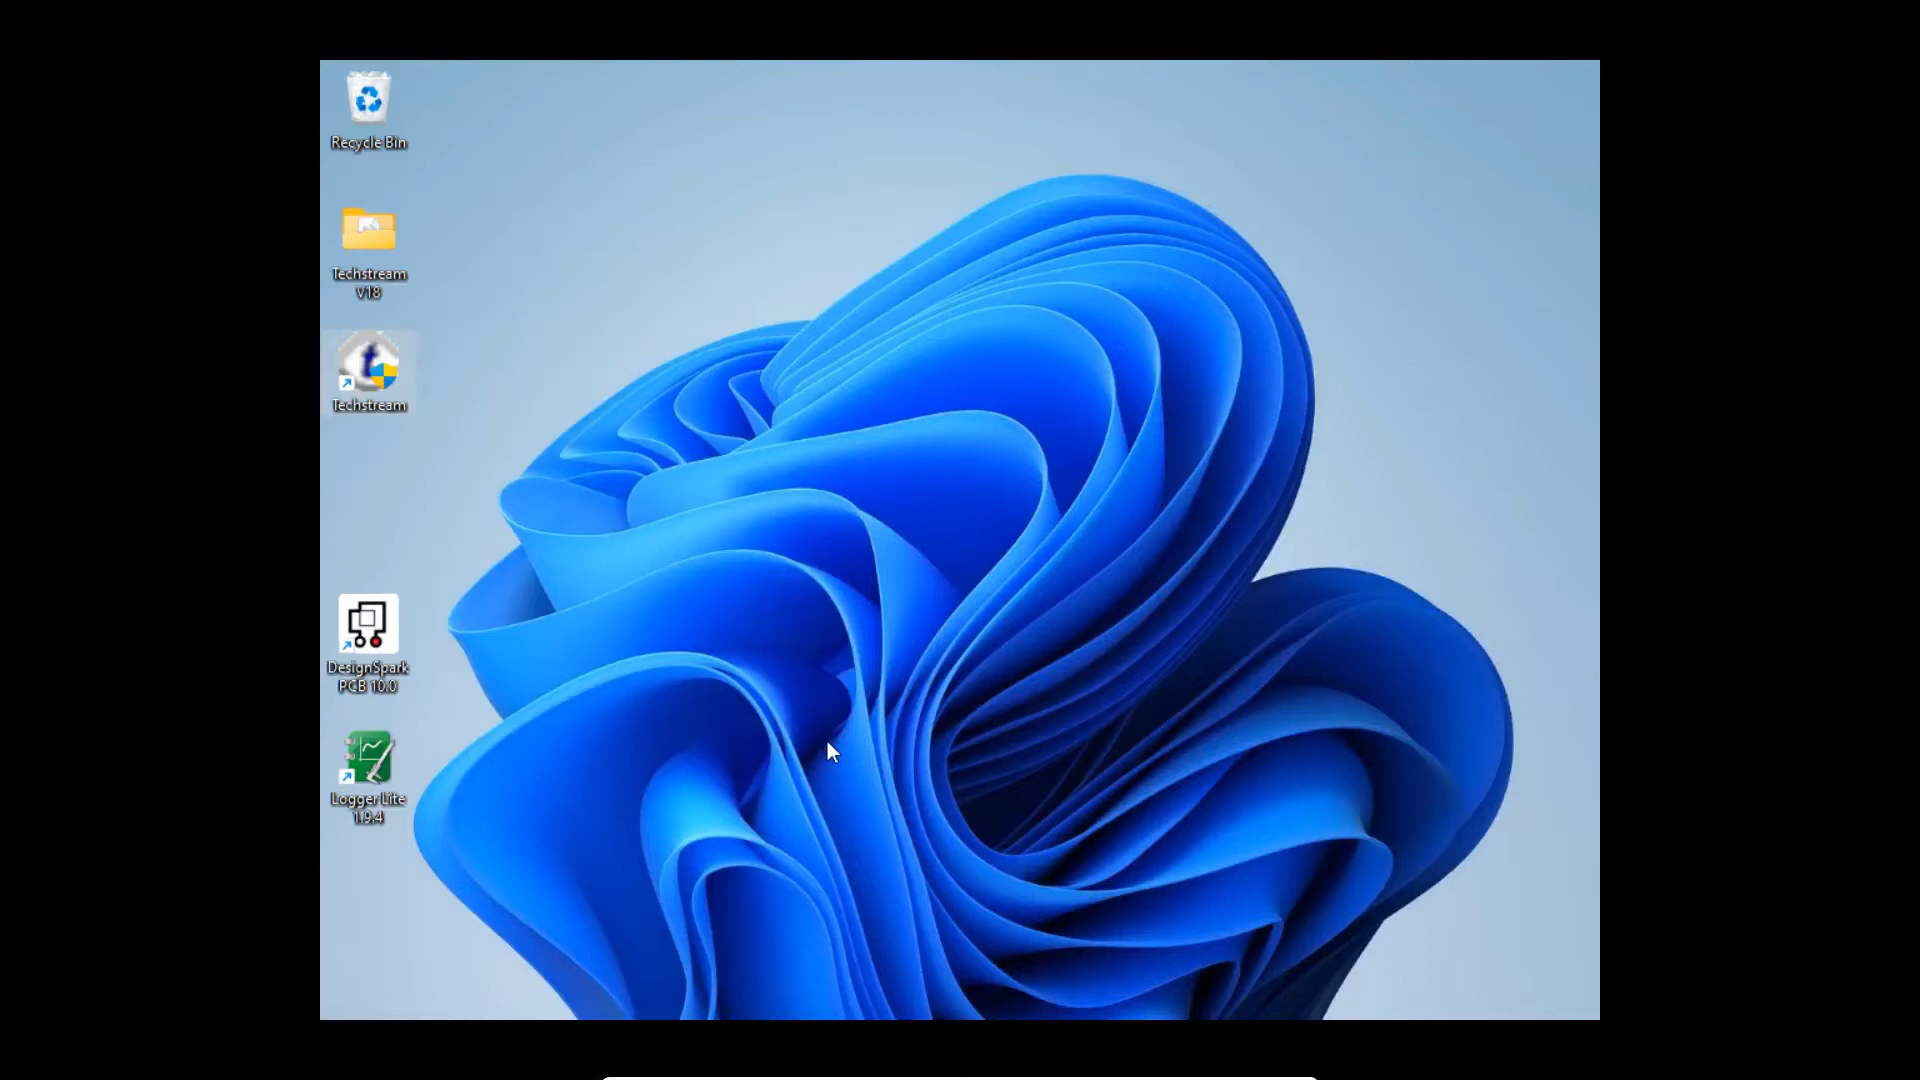 Recycle Bin
Techstream
V18
t
Techstream
DesignSpark
PCB 10.0
Logger Lite
1.9.4